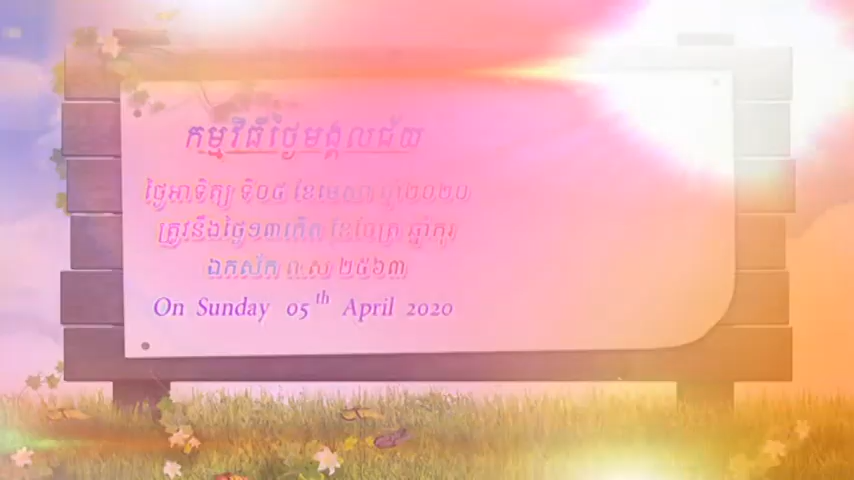 កម្មវិធីថ្ងៃមង្គលជ័យ
ថ្ងៃអាទិត្យ ទី០៥ ខែមេសា ឆ្នាំ២០២០
ត្រូវនឹងថ្ងៃ១៣កើត ខែចែត្រ ឆ្នាំកុរ
ឯកស័ក ព.ស ២៥៦៣
On Sunday 05th April 2020